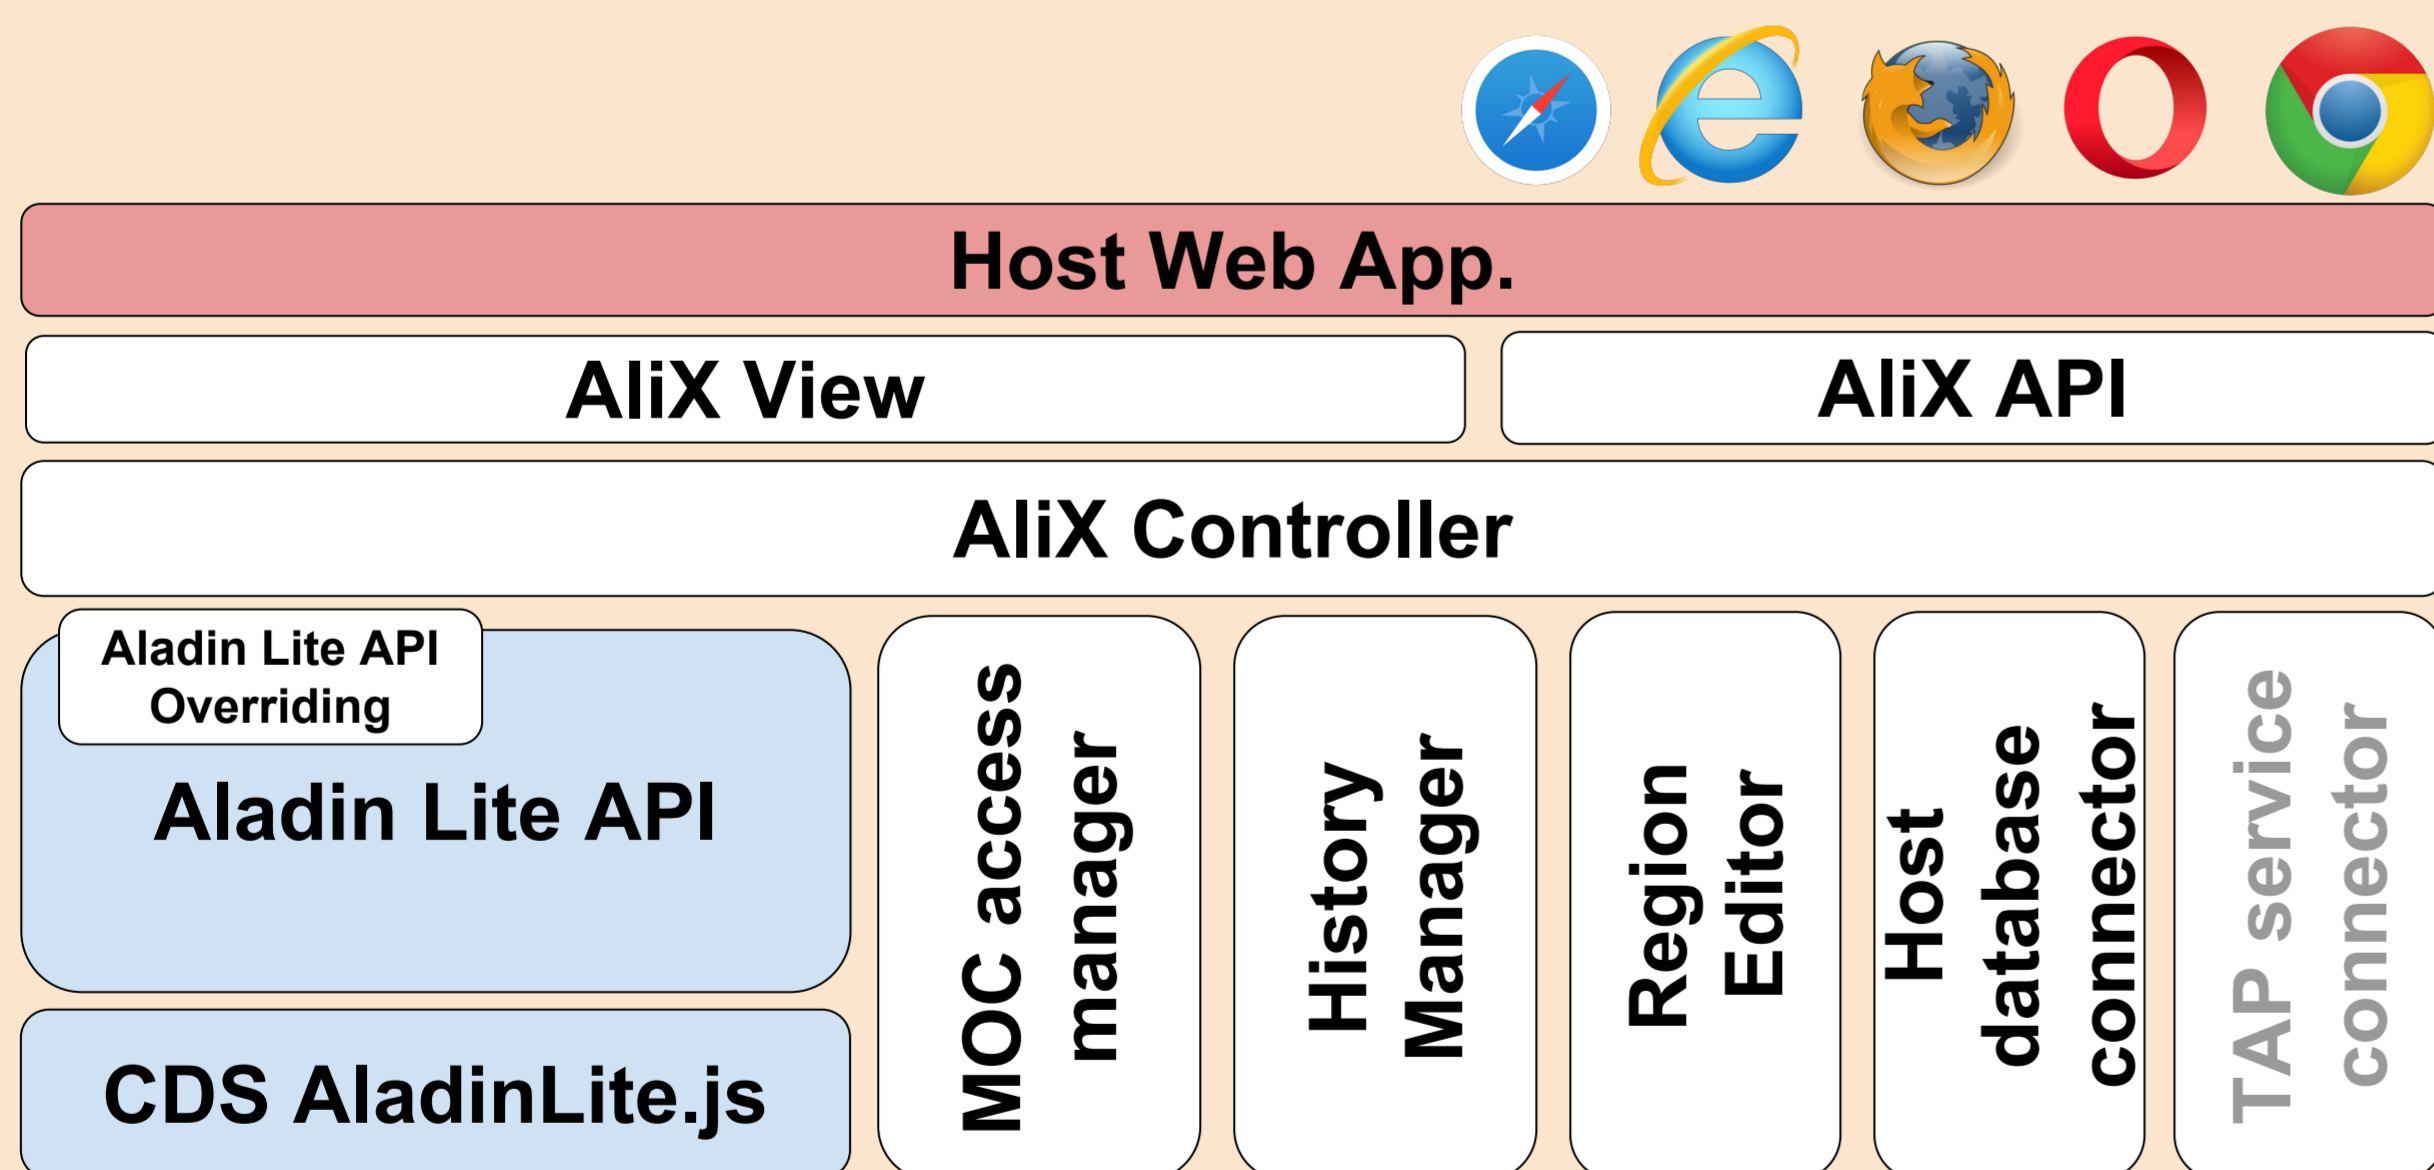 Host Web App.
AliX View
AliX API
AliX Controller
Aladin Lite API
Overriding
Aladin Lite API
CDS AladinLite.js
MOC access
manager
History
Manager
Region
Editor
Host
database
connector
TAP service
connector